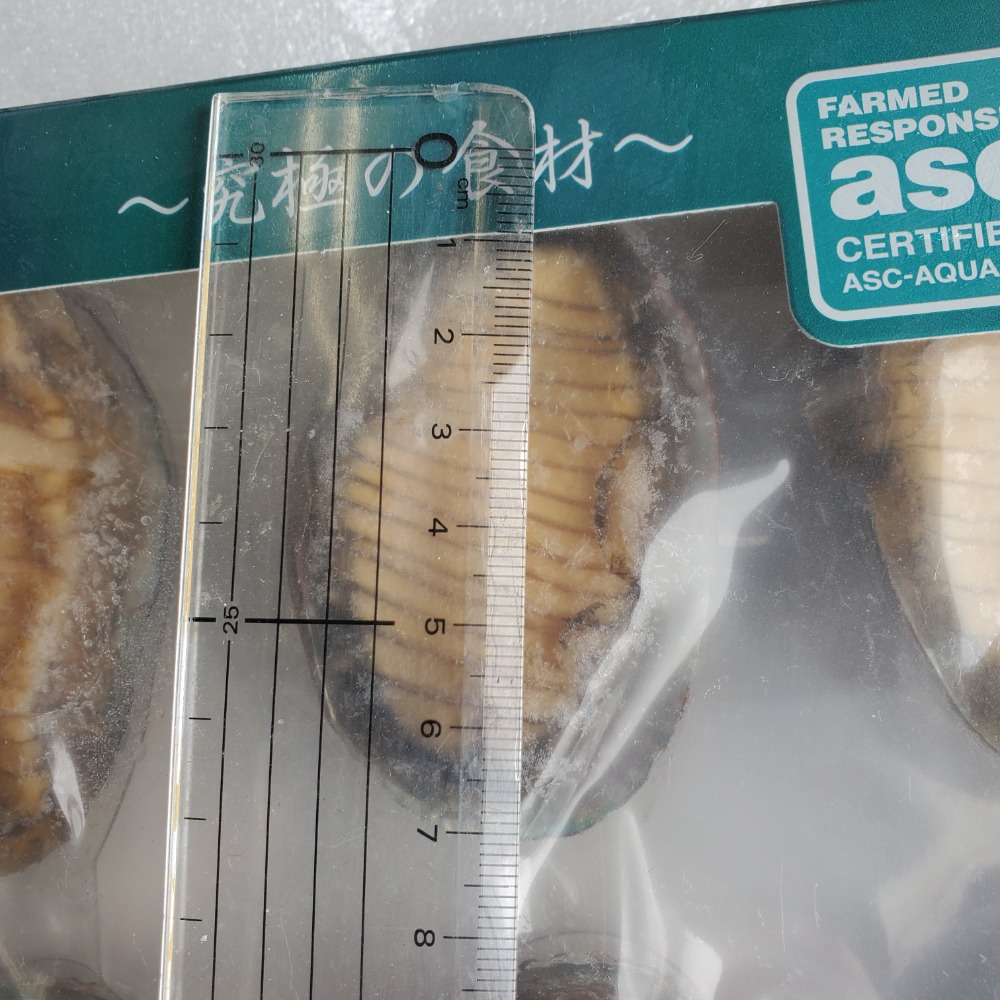 ～究極の食材～
FARMED
RESPONS
asc
CERTIFIE
ASC-AQUA
30
0
cm
1
2
3
4
25
5
6
7
8